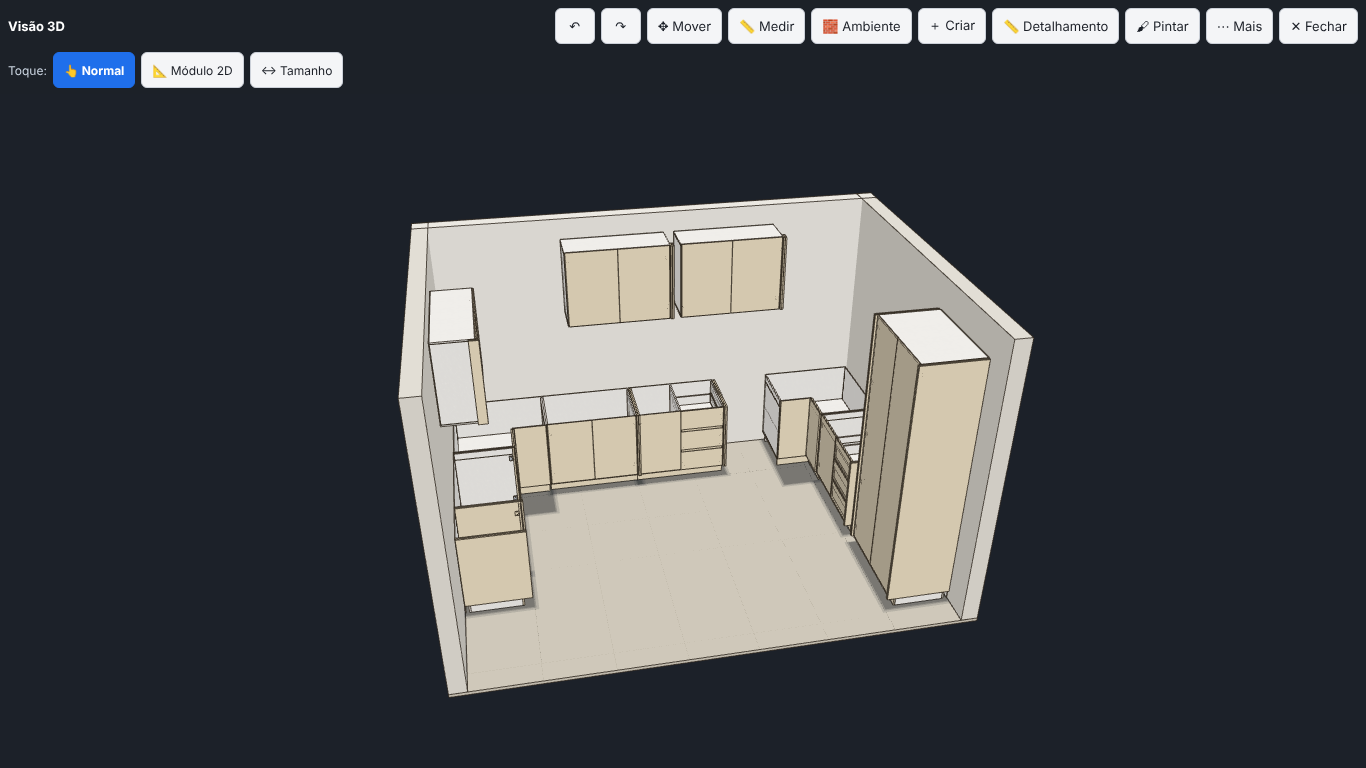 Visão 3D
↶ ↷ ✥ Mover 📏 Medir 🧱 Ambiente + Criar 📏 Detalhamento 🖌 Pintar ··· Mais ✕ Fechar
Toque: 👆 Normal 📐 Módulo 2D ↔ Tamanho